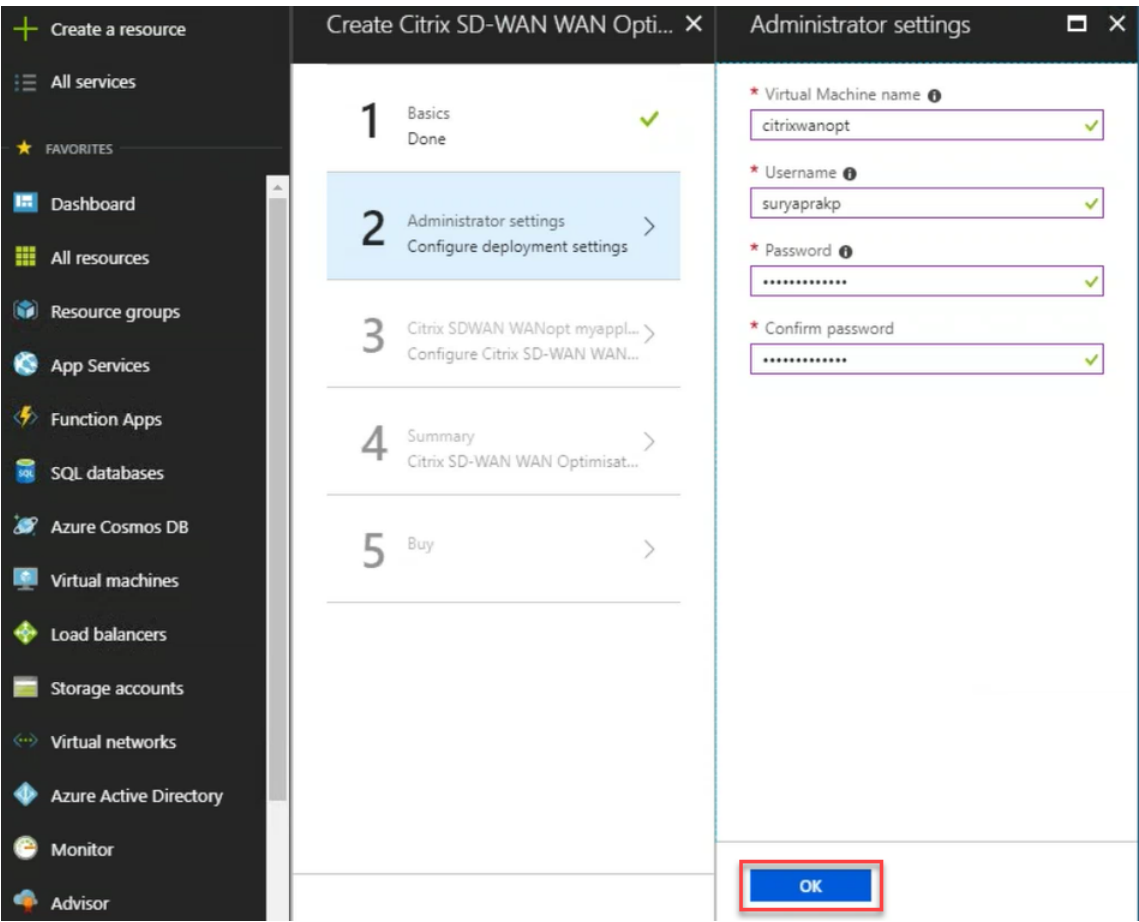 Create a resource
All services
FAVORITES
Dashboard
All resources
Resource groups
App Services
Function Apps
SQL databases
Azure Cosmos DB
Virtual machines
Load balancers
Storage accounts
Virtual networks
Azure Active Directory
Monitor
Advisor
Create Citrix SD-WAN WAN Opti...
1
Basics
Done
2
Administrator settings
Configure deployment settings
3
Citrix SDWAN WANopt myappl...
Configure Citrix SD-WAN WAN...
4
Summary
Citrix SD-WAN WAN Optimisat...
5
Buy
Administrator settings
* Virtual Machine name
citrixwanopt
* Username
suryaprakp
* Password
•••••••••••••
* Confirm password
•••••••••••••
OK